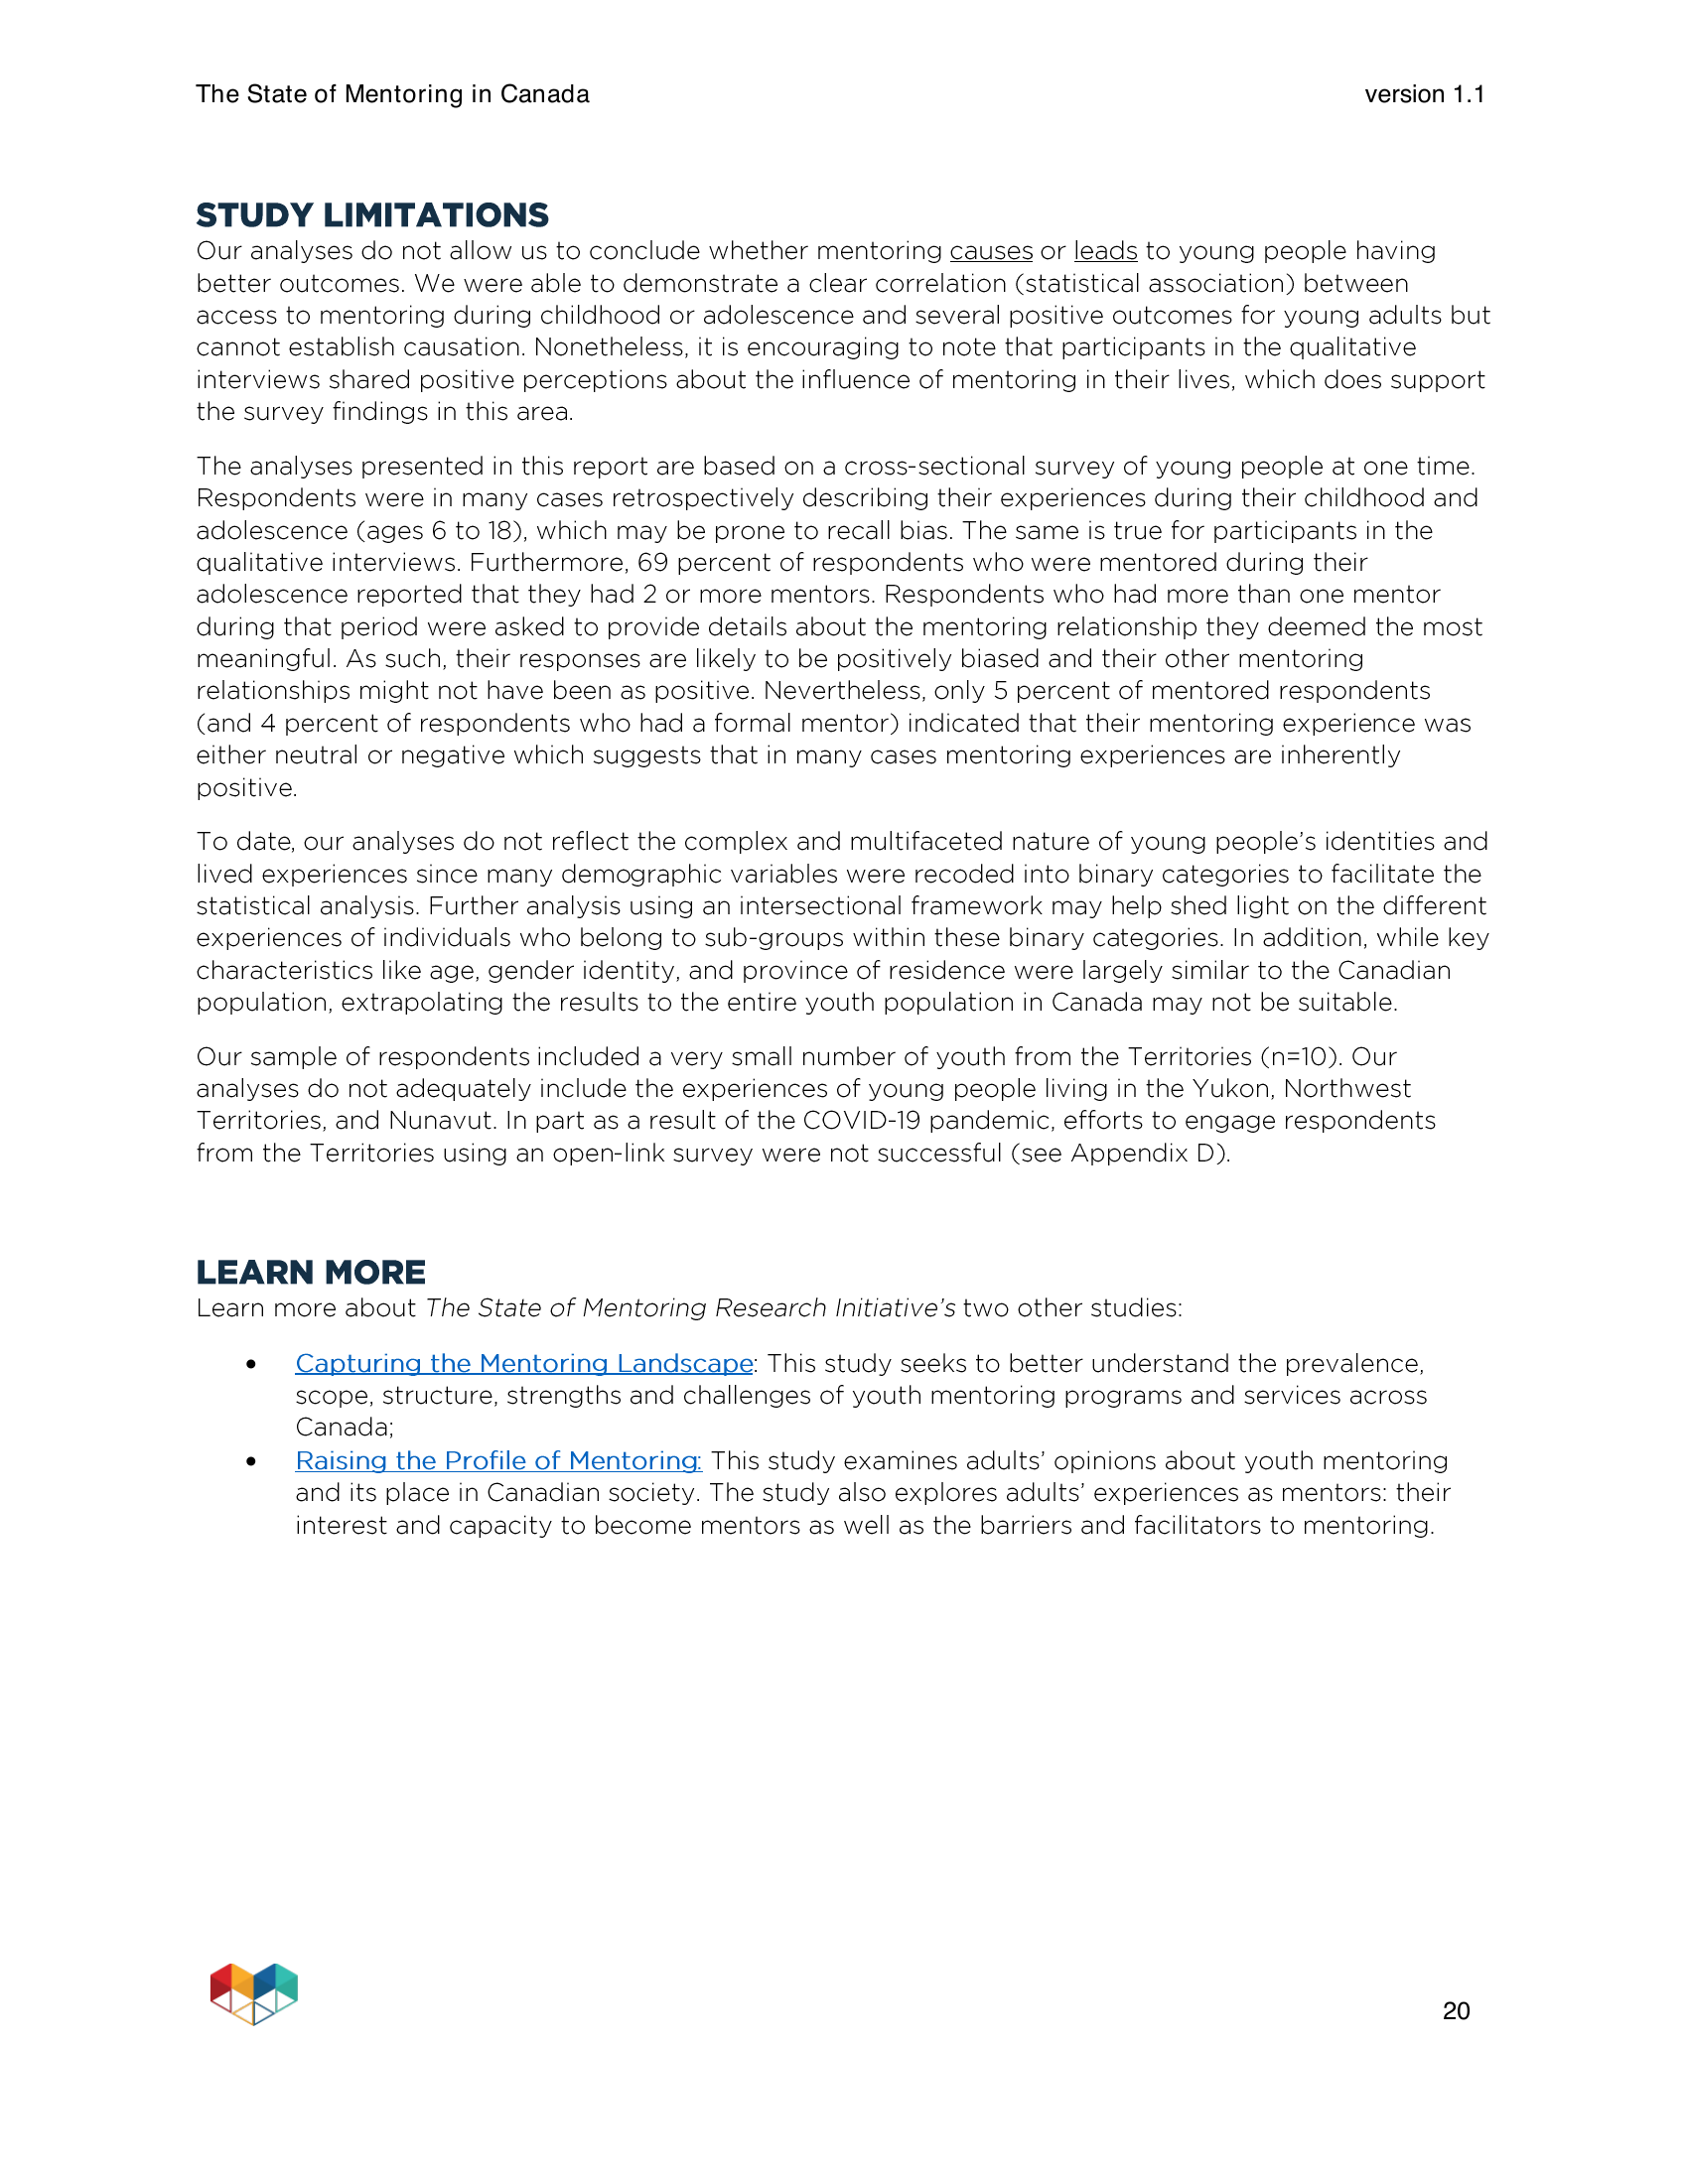 The State of Mentoring in Canada
version 1.1
STUDY LIMITATIONS
Our analyses do not allow us to conclude whether mentoring causes or leads to young people having
better outcomes. We were able to demonstrate a clear correlation (statistical association) between
access to mentoring during childhood or adolescence and several positive outcomes for young adults but
cannot establish causation. Nonetheless, it is encouraging to note that participants in the qualitative
interviews shared positive perceptions about the influence of mentoring in their lives, which does support
the survey findings in this area.
The analyses presented in this report are based on a cross-sectional survey of young people at one time.
Respondents were in many cases retrospectively describing their experiences during their childhood and
adolescence (ages 6 to 18), which may be prone to recall bias. The same is true for participants in the
qualitative interviews. Furthermore, 69 percent of respondents who were mentored during their
adolescence reported that they had 2 or more mentors. Respondents who had more than one mentor
during that period were asked to provide details about the mentoring relationship they deemed the most
meaningful. As such, their responses are likely to be positively biased and their other mentoring
relationships might not have been as positive. Nevertheless, only 5 percent of mentored respondents
(and 4 percent of respondents who had a formal mentor) indicated that their mentoring experience was
either neutral or negative which suggests that in many cases mentoring experiences are inherently
positive.
To date, our analyses do not reflect the complex and multifaceted nature of young people’s identities and
lived experiences since many demographic variables were recoded into binary categories to facilitate the
statistical analysis. Further analysis using an intersectional framework may help shed light on the different
experiences of individuals who belong to sub-groups within these binary categories. In addition, while key
characteristics like age, gender identity, and province of residence were largely similar to the Canadian
population, extrapolating the results to the entire youth population in Canada may not be suitable.
Our sample of respondents included a very small number of youth from the Territories (n=10). Our
analyses do not adequately include the experiences of young people living in the Yukon, Northwest
Territories, and Nunavut. In part as a result of the COVID-19 pandemic, efforts to engage respondents
from the Territories using an open-link survey were not successful (see Appendix D).
LEARN MORE
Learn more about The State of Mentoring Research Initiative’s two other studies:
• Capturing the Mentoring Landscape: This study seeks to better understand the prevalence,
scope, structure, strengths and challenges of youth mentoring programs and services across
Canada;
• Raising the Profile of Mentoring: This study examines adults’ opinions about youth mentoring
and its place in Canadian society. The study also explores adults’ experiences as mentors: their
interest and capacity to become mentors as well as the barriers and facilitators to mentoring.
20